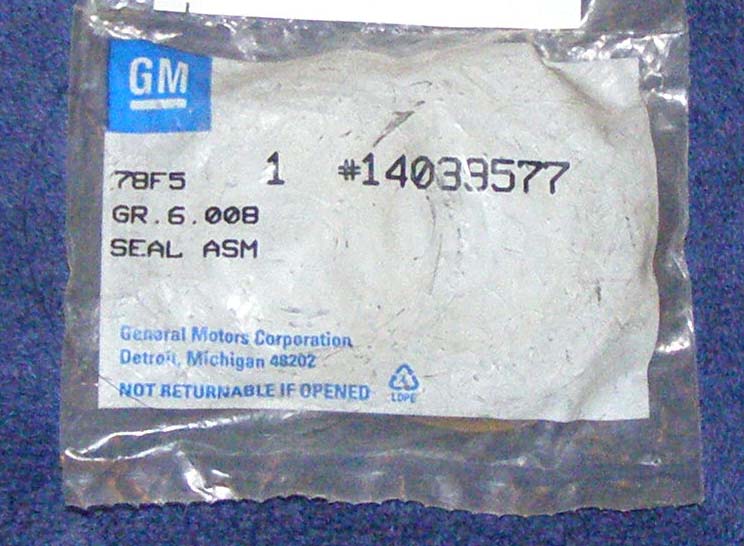 GM
78F5 1 #14039577
GR.6.008
SEAL ASM
General Motors Corporation
Detroit, Michigan 48202
NOT RETURNABLE IF OPENED
LDPE